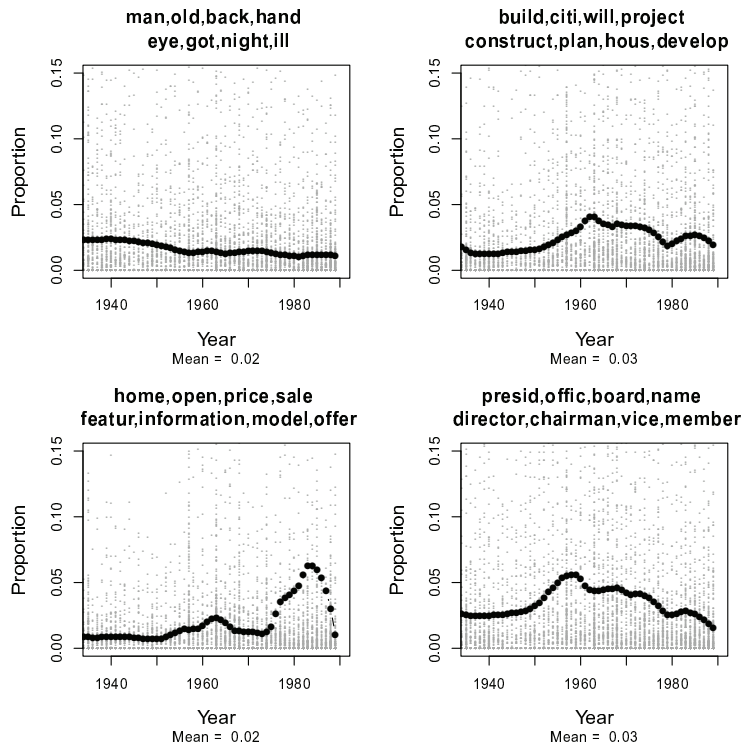 man,old,back,hand
eye,got,night,ill
0.15
0.10
0.05
0.00
Proportion
1940
1960
1980
Year
Mean = 0.02
build,citi,will,project
construct,plan,hous,develop
0.15
0.10
0.05
0.00
Proportion
1940
1960
1980
Year
Mean = 0.03
home,open,price,sale
featur,information,model,offer
0.15
0.10
0.05
0.00
Proportion
1940
1960
1980
Year
Mean = 0.02
presid,offic,board,name
director,chairman,vice,member
0.15
0.10
0.05
0.00
Proportion
1940
1960
1980
Year
Mean = 0.03